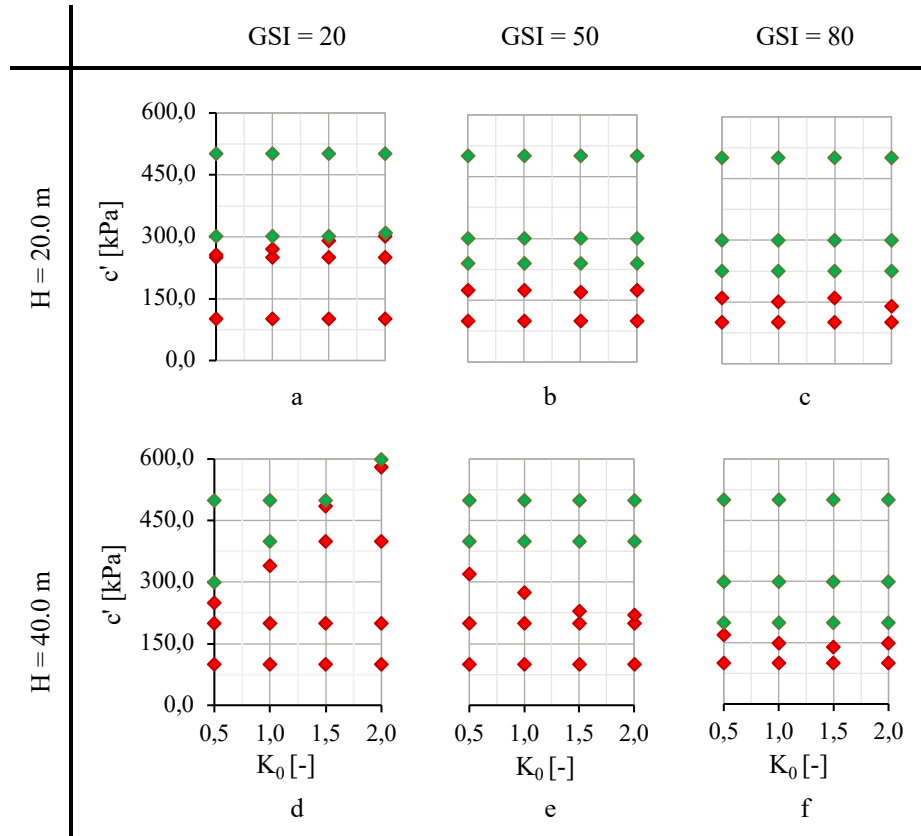 GSI = 20 GSI = 50 GSI = 80
H = 20.0 m
c' [kPa]
600,0
450,0
300,0
150,0
0,0
a b c
H = 40.0 m
c' [kPa]
600,0
450,0
300,0
150,0
0,0
0,5 1,0 1,5 2,0 0,5 1,0 1,5 2,0 0,5 1,0 1,5 2,0
K₀ [-] K₀ [-] K₀ [-]
d e f